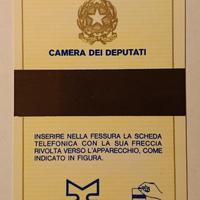 CAMERA DEI DEPUTATI
INSERIRE NELLA FESSURA LA SCHEDA
TELEFONICA CON LA SUA FRECCIA
RIVOLTA VERSO L'APPARECCHIO, COME
INDICATO IN FIGURA.